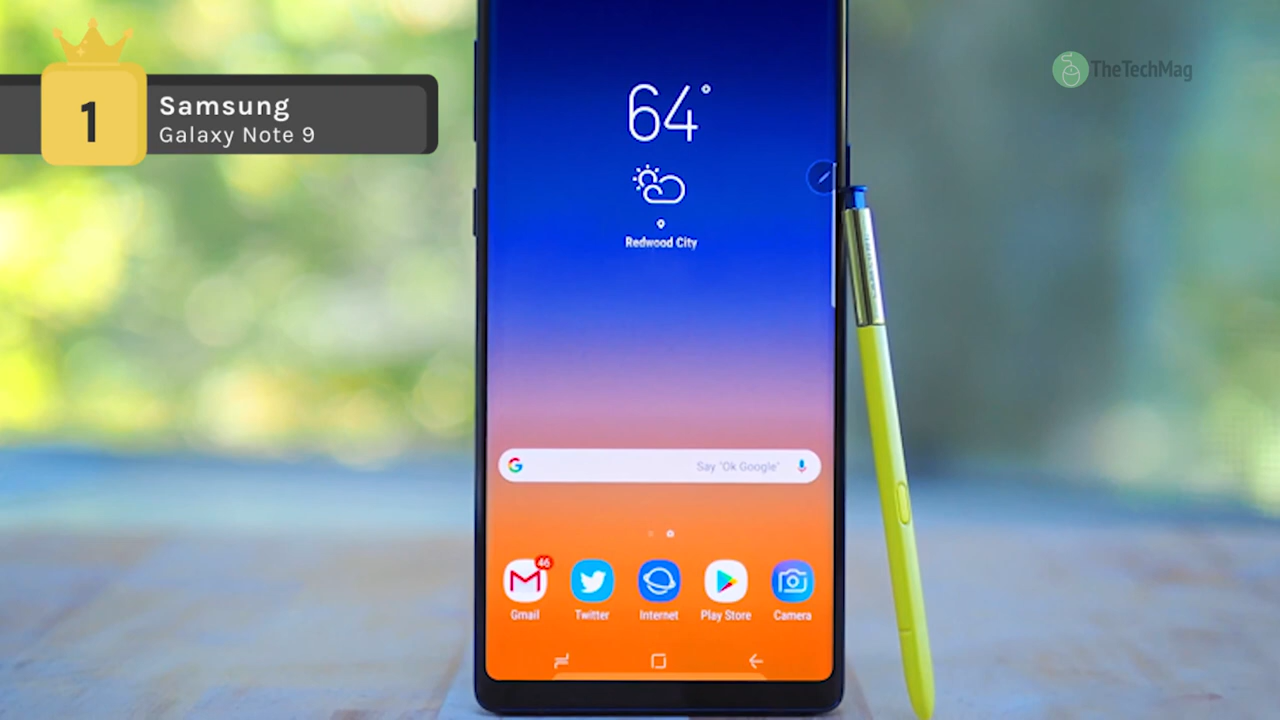 1
Samsung
Galaxy Note 9
TheTechMag
64°
Redwood City
SAMSUNG
Say "Ok Google"
46
Gmail
Twitter
Internet
Play Store
Camera